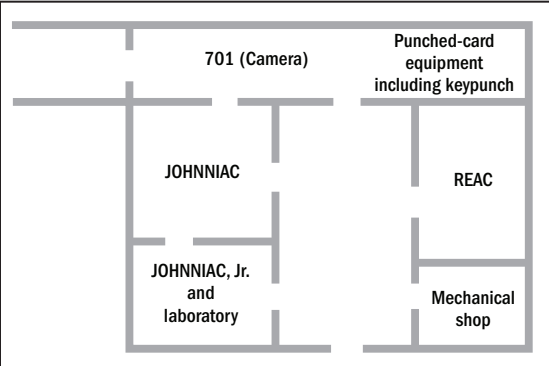 701 (Camera)
Punched-card
equipment
including keypunch
JOHNNIAC
REAC
JOHNNIAC, Jr.
and
laboratory
Mechanical
shop